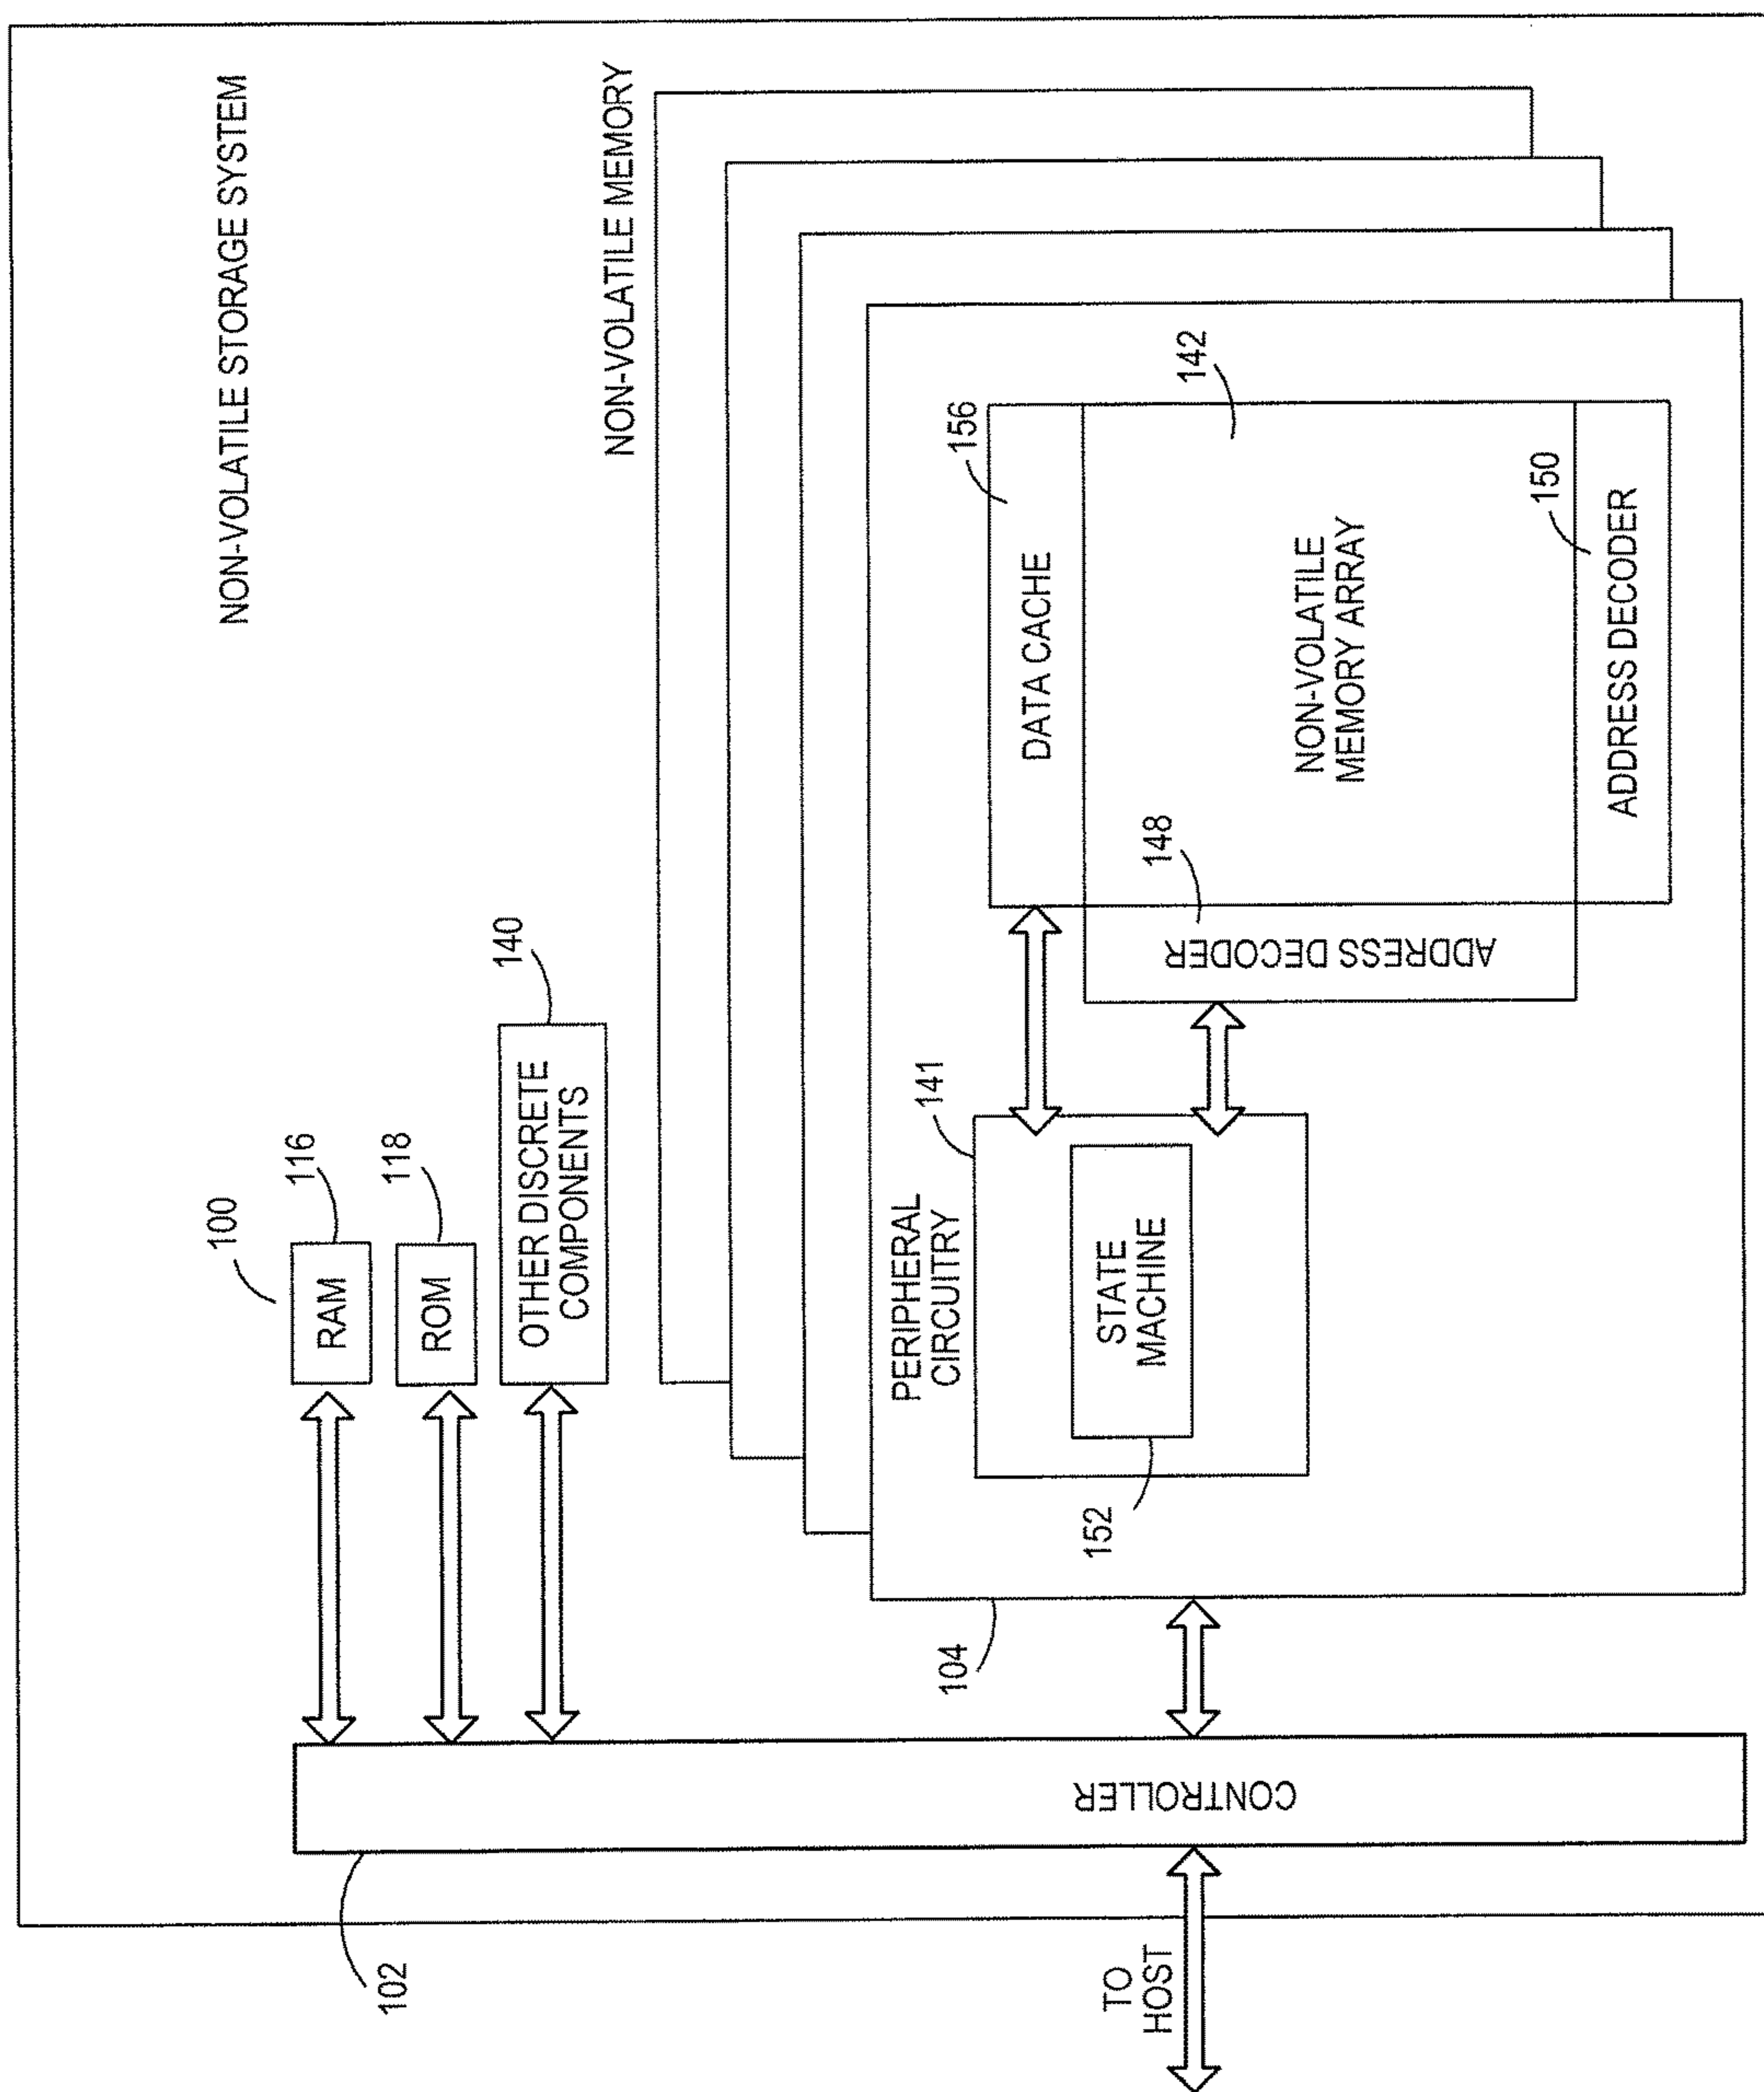 NON-VOLATILE STORAGE SYSTEM
100
RAM
116
ROM
118
OTHER DISCRETE
COMPONENTS
140
NON-VOLATILE MEMORY
102
CONTROLLER
TO
HOST
104
PERIPHERAL
CIRCUITRY
141
STATE
MACHINE
152
DATA CACHE
156
ADDRESS DECODER
148
NON-VOLATILE
MEMORY ARRAY
142
ADDRESS DECODER
150